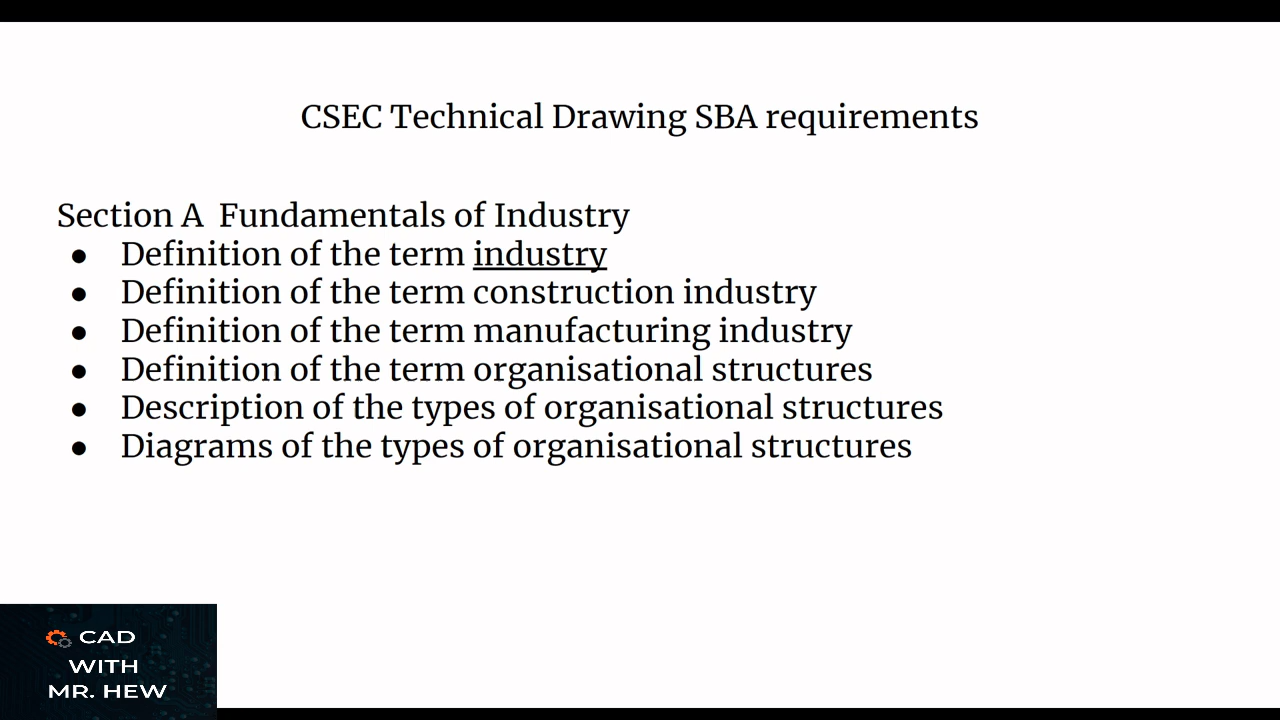 CSEC Technical Drawing SBA requirements
Section A  Fundamentals of Industry
● Definition of the term industry
● Definition of the term construction industry
● Definition of the term manufacturing industry
● Definition of the term organisational structures
● Description of the types of organisational structures
● Diagrams of the types of organisational structures
CAD
WITH
MR. HEW